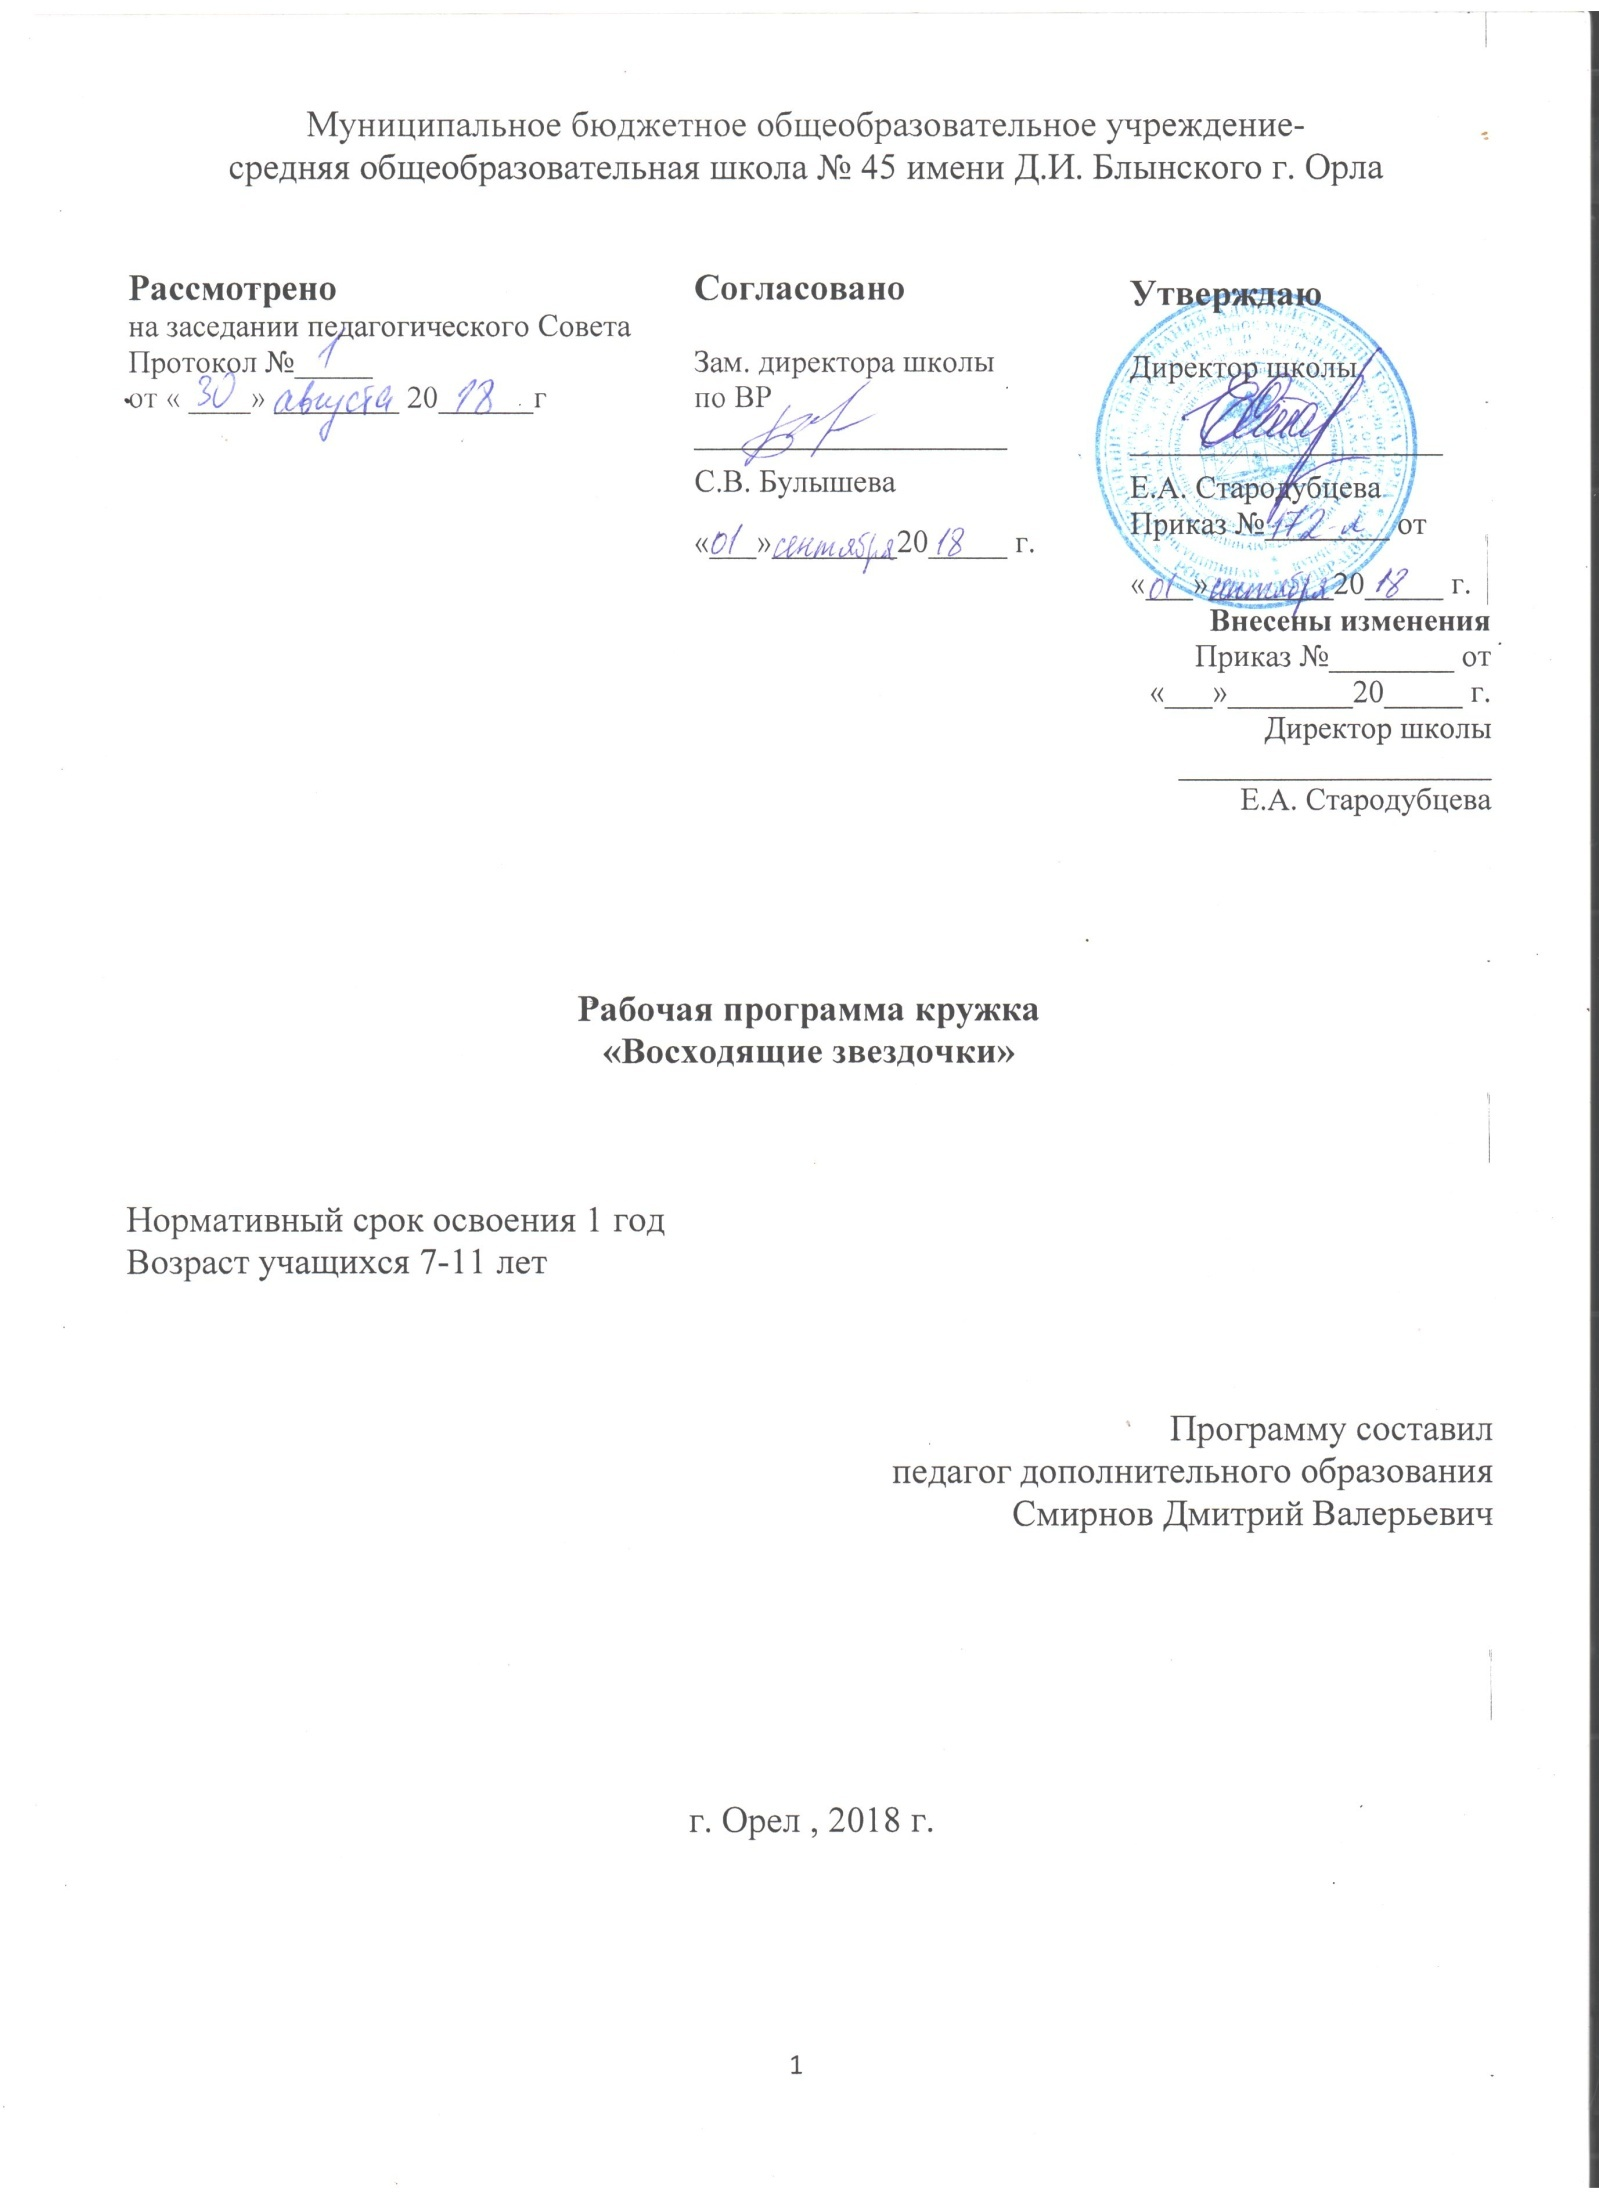 Муниципальное бюджетное общеобразовательное учреждение-
средняя общеобразовательная школа № 45 имени Д.И. Блынского г. Орла
Рассмотрено
на заседании педагогического Совета
Протокол № 1
от « 30 » августа 20 18 г
Согласовано
Зам. директора школы
по ВР
С.В. Булышева
«01» сентября 20 18 г.
Утверждаю
Директор школы
Е.А. Стародубцева
Приказ № 172-д от
«01» сентября 20 18 г.
Внесены изменения
Приказ №________ от
«___»________20_____ г.
Директор школы
____________________
Е.А. Стародубцева
Рабочая программа кружка
«Восходящие звездочки»
Нормативный срок освоения 1 год
Возраст учащихся 7-11 лет
Программу составил
педагог дополнительного образования
Смирнов Дмитрий Валерьевич
г. Орел , 2018 г.
1